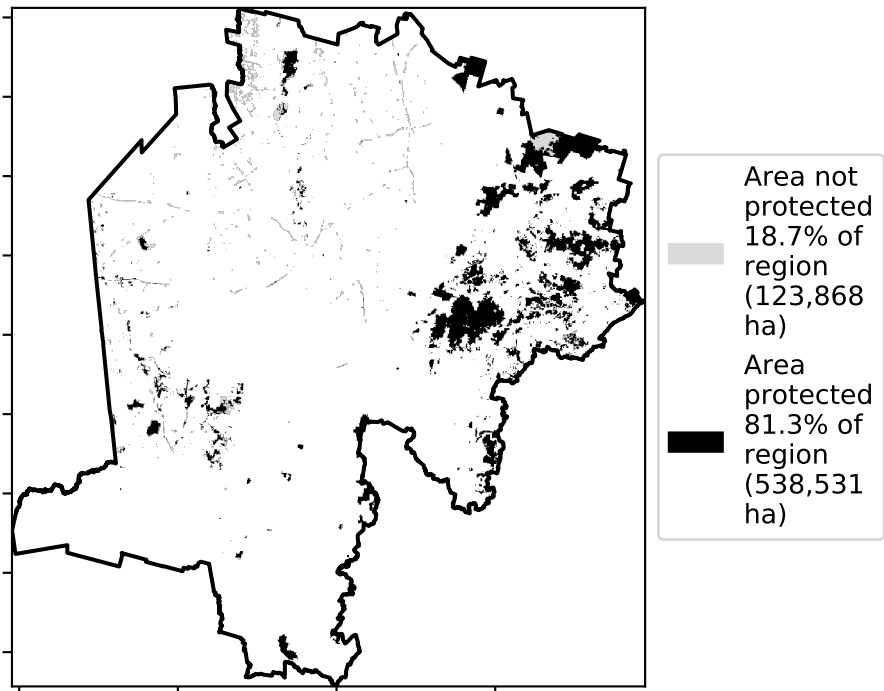 Area not
protected
18.7% of
region
(123,868
ha)
Area
protected
81.3% of
region
(538,531
ha)